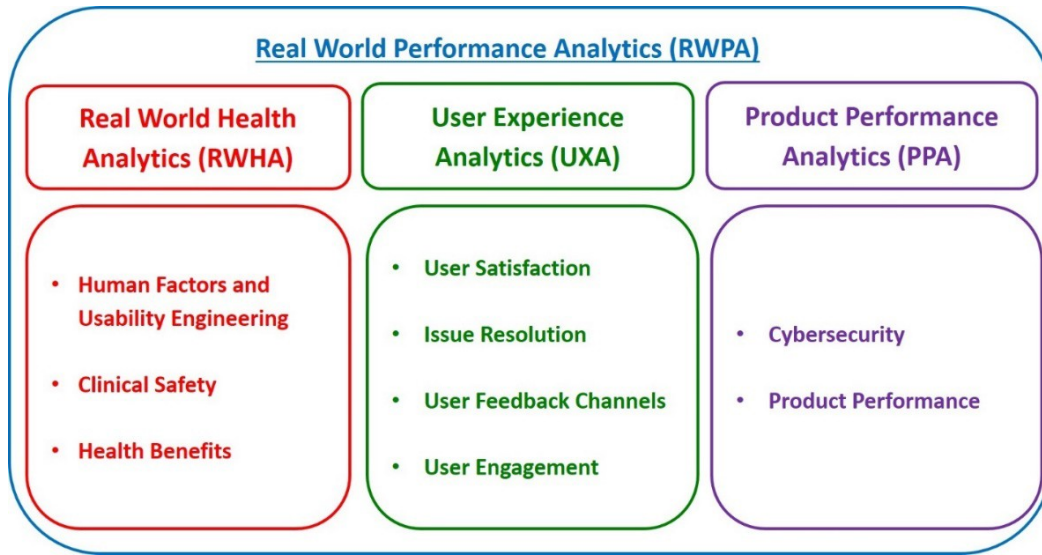 Real World Performance Analytics (RWPA)
Real World Health
Analytics (RWHA)
• Human Factors and
Usability Engineering
• Clinical Safety
• Health Benefits
User Experience
Analytics (UXA)
• User Satisfaction
• Issue Resolution
• User Feedback Channels
• User Engagement
Product Performance
Analytics (PPA)
• Cybersecurity
• Product Performance